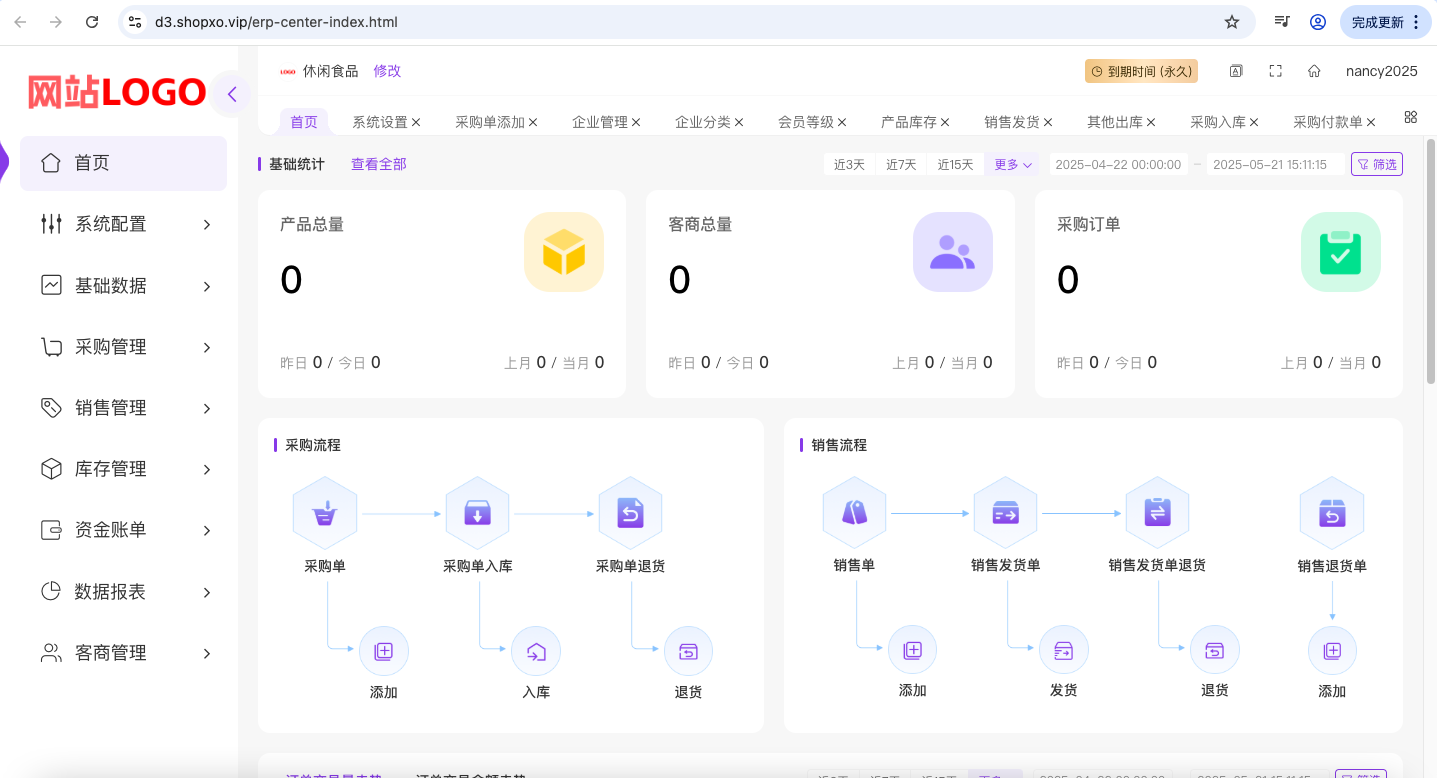 d3.shopxo.vip/erp-center-index.html
完成更新
网站LOGO
首页
系统配置
基础数据
采购管理
销售管理
库存管理
资金账单
数据报表
客商管理
LOGO 休闲食品 修改
到期时间 (永久)
nancy2025
首页 系统设置 采购单添加 企业管理 企业分类 会员等级 产品库存 销售发货 其他出库 采购入库 采购付款单
基础统计 查看全部
近3天 近7天 近15天 更多 2025-04-22 00:00:00 - 2025-05-21 15:11:15 筛选
产品总量
0
昨日 0 / 今日 0 上月 0 / 当月 0
客商总量
0
昨日 0 / 今日 0 上月 0 / 当月 0
采购订单
0
昨日 0 / 今日 0 上月 0 / 当月 0
采购流程
采购单 采购单入库 采购单退货
添加 入库 退货
销售流程
销售单 销售发货单 销售发货单退货 销售退货单
添加 发货 退货 添加